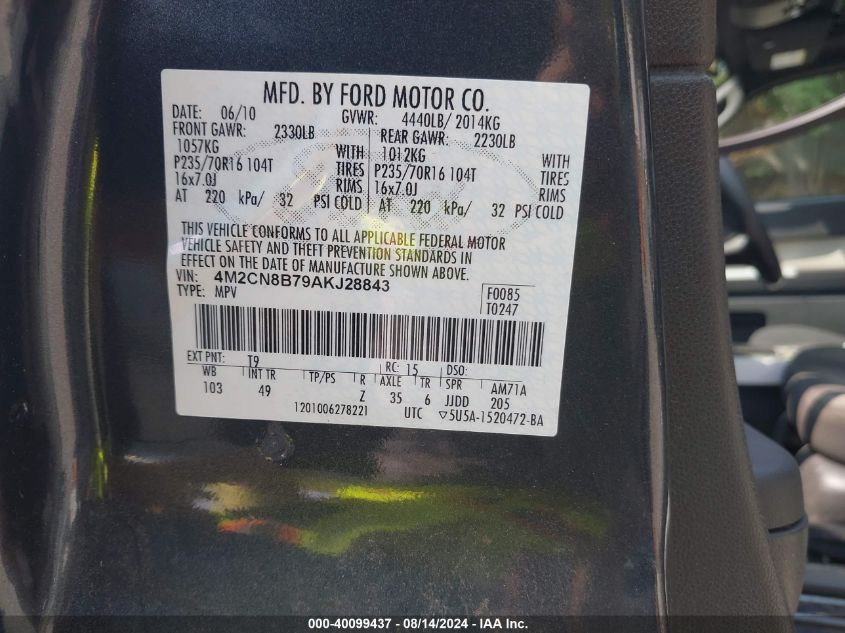 MFD. BY FORD MOTOR CO.
DATE: 06/10 GVWR: 4440LB/ 2014KG
FRONT GAWR: 2330LB REAR GAWR: 2230LB
1057KG WITH 1012KG WITH
P235/70R16 104T TIRES P235/70R16 104T TIRES
16x7.0J RIMS 16x7.0J RIMS
AT 220 kPa/ 32 PSI COLD AT 220 kPa/ 32 PSI COLD
THIS VEHICLE CONFORMS TO ALL APPLICABLE FEDERAL MOTOR
VEHICLE SAFETY AND THEFT PREVENTION STANDARDS IN
EFFECT ON THE DATE OF MANUFACTURE SHOWN ABOVE.
VIN: 4M2CN8B79AKJ28843
TYPE: MPV
F0085
T0247
EXT PNT: T9 RC: 15 DSO:
WB INT TR TP/PS R AXLE TR SPR AM71A
103 49 Z 35 6 JJDD 205
1201006278221 UTC ▽5U5A-1520472-BA
000-40099437 - 08/14/2024 - IAAI, Inc.